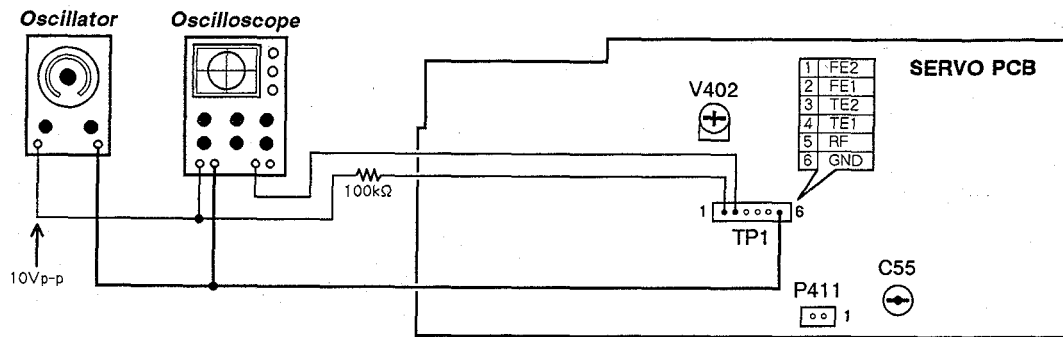 Oscillator
Oscilloscope
SERVO PCB
V402
1 FE2
2 FE1
3 TE2
4 TE1
5 RF
6 GND
100kΩ
1
6
TP1
10Vp-p
C55
P411
1